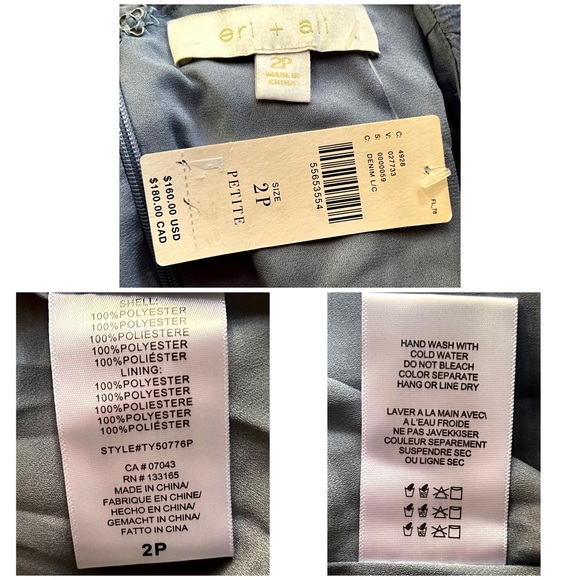 eri + ali
2P
MADE IN
CHINA
C: 4928
V: 027733
S: 0000059
C: DENIM L/C
55653554
SIZE
2P
PETITE
$160.00 USD
$180.00 CAD
FL_78
SHELL:
100%POLYESTER
100%POLYESTER
100%POLIESTERE
100%POLYESTER
100%POLIÉSTER
LINING:
100%POLYESTER
100%POLYESTER
100%POLIESTERE
100%POLYESTER
100%POLIÉSTER
STYLE#TY50776P
CA # 07043
RN # 133165
MADE IN CHINA/
FABRIQUE EN CHINE/
HECHO EN CHINA/
GEMACHT IN CHINA/
FATTO IN CINA
2P
HAND WASH WITH
COLD WATER
DO NOT BLEACH
COLOR SEPARATE
HANG OR LINE DRY
LAVER A LA MAIN AVEC\
A L'EAU FROIDE
NE PAS JAVEKKISER
COULEUR SEPAREMENT
SUSPENDRE SEC
OU LIGNE SEC